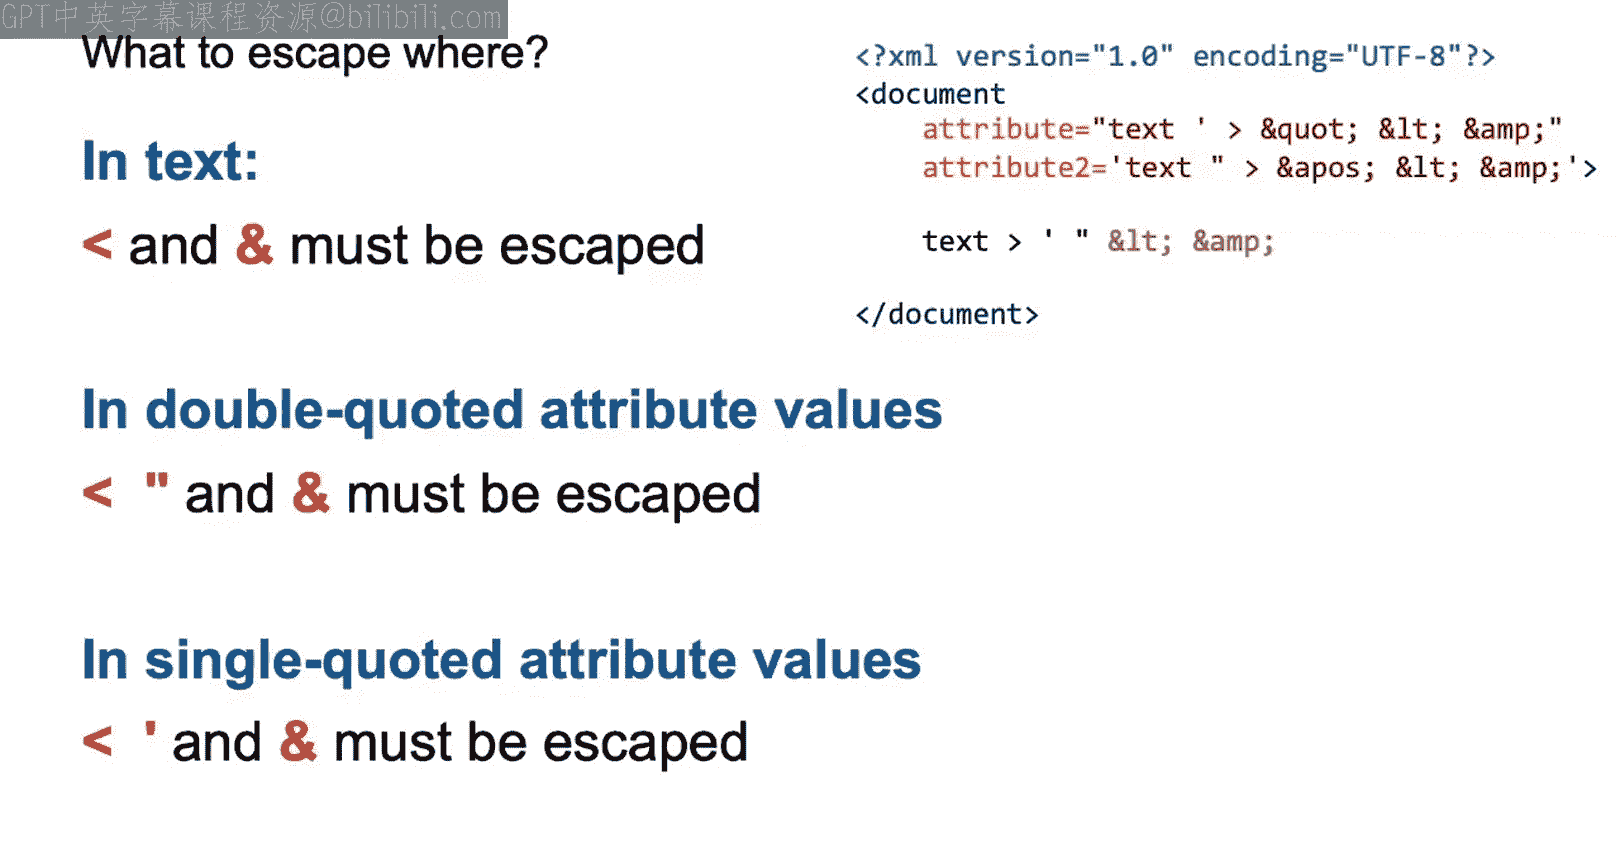 GPT中英字幕课程资源@bilibili.com
What to escape where?
In text:
< and & must be escaped
In double-quoted attribute values
< " and & must be escaped
In single-quoted attribute values
< ' and & must be escaped
<?xml version="1.0" encoding="UTF-8"?>
<document
attribute="text ' > &quot; &lt; &amp;"
attribute2='text " > &apos; &lt; &amp;'>
text > ' " &lt; &amp;
</document>